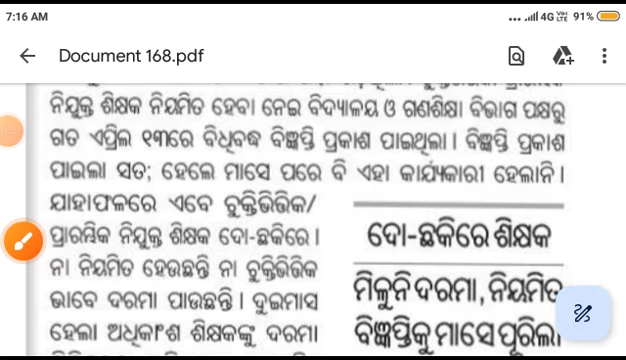 7:16 AM
4G VoLTE 91%
Document 168.pdf
ନିଯୁକ୍ତ ଶିକ୍ଷକ ନିୟମିତ ହେବା ନେଇ ବିଦ୍ୟାଳୟ ଓ ଗଣଶିକ୍ଷା ବିଭାଗ ପକ୍ଷରୁ
ଗତ ଏପ୍ରିଲ ୧୩ରେ ବିଧିବଦ୍ଧ ବିଜ୍ଞପ୍ତି ପ୍ରକାଶ ପାଇଥିଲା । ବିଜ୍ଞପ୍ତି ପ୍ରକାଶ
ପାଇଲା ସତ; ହେଲେ ମାସେ ପରେ ବି ଏହା କାର୍ଯ୍ୟକାରୀ ହେଲାନି ।
ଯାହାଫଳରେ ଏବେ ଚୁକ୍ତିଭିତ୍ତିକ/
ପ୍ରାରମ୍ଭିକ ନିଯୁକ୍ତ ଶିକ୍ଷକ ଦୋ-ଛକିରେ ।
ନା ନିୟମିତ ହେଉଛନ୍ତି ନା ଚୁକ୍ତିଭିତ୍ତିକ
ଭାବେ ଦରମା ପାଉଛନ୍ତି । ଦୁଇମାସ
ହେଲା ଅଧିକାଂଶ ଶିକ୍ଷକଙ୍କୁ ଦରମା
ଦୋ-ଛକିରେ ଶିକ୍ଷକ
ମିଳୁନି ଦରମା, ନିୟମିତ
ବିଜ୍ଞପ୍ତିକୁ ମାସେ ପୂରିଲା